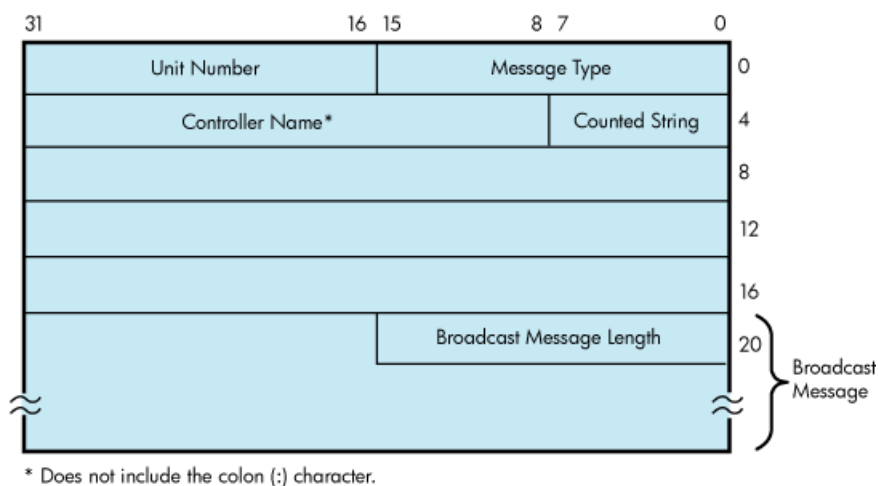 31 16 15 8 7 0
Unit Number Message Type 0
Controller Name* Counted String 4
8
12
16
Broadcast Message Length 20
Broadcast
Message
* Does not include the colon (:) character.